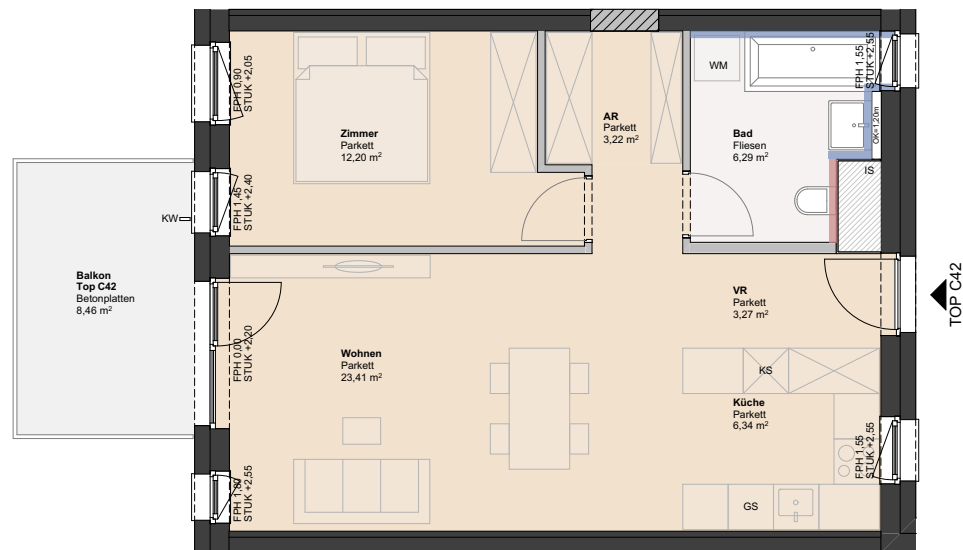 FPH 0,90
STUK +2,05
Zimmer
Parkett
12,20 m²
AR
Parkett
3,22 m²
WM
Bad
Fliesen
6,29 m²
FPH 1,55
STUK +2,55
OK=1,20m
IS
FPH 1,45
STUK +2,40
KW
Balkon
Top C42
Betonplatten
8,46 m²
VR
Parkett
3,27 m²
TOP C42
FPH 0,00
STUK +2,20
Wohnen
Parkett
23,41 m²
KS
Küche
Parkett
6,34 m²
FPH 1,55
STUK +2,55
FPH 1,80
STUK +2,55
GS